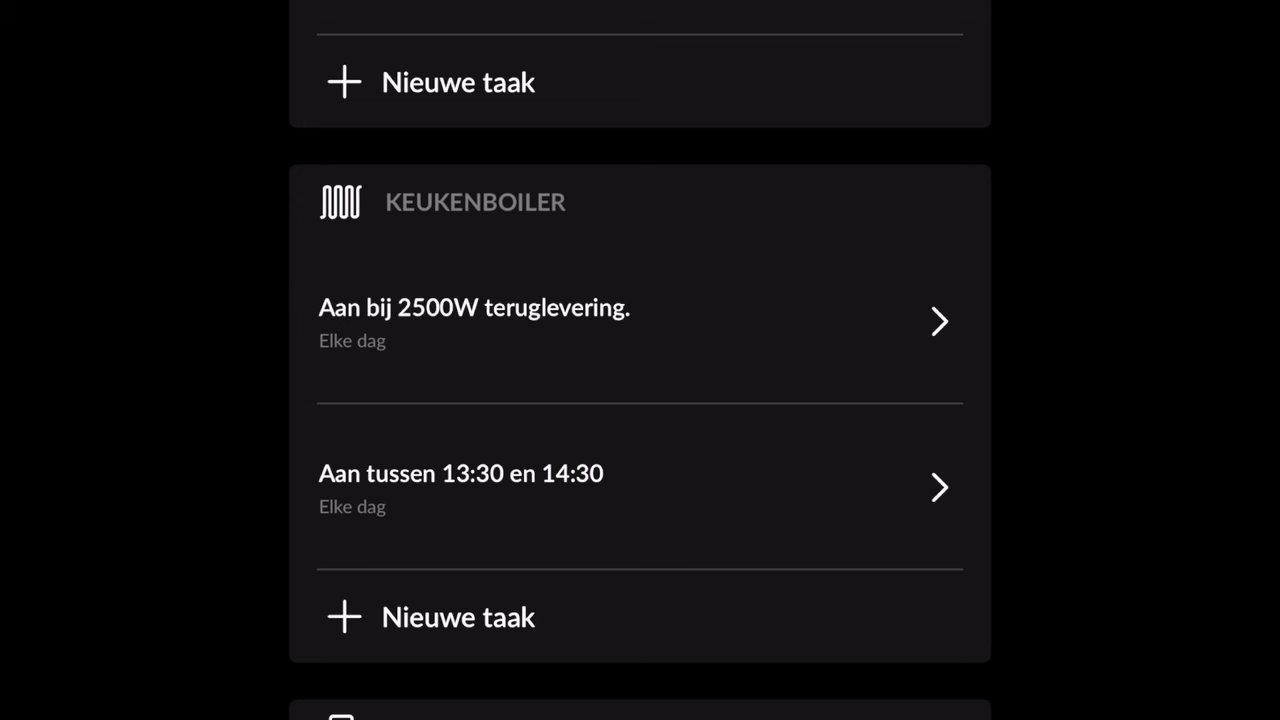 Nieuwe taak
KEUKENBOILER
Aan bij 2500W teruglevering.
Elke dag
Aan tussen 13:30 en 14:30
Elke dag
Nieuwe taak